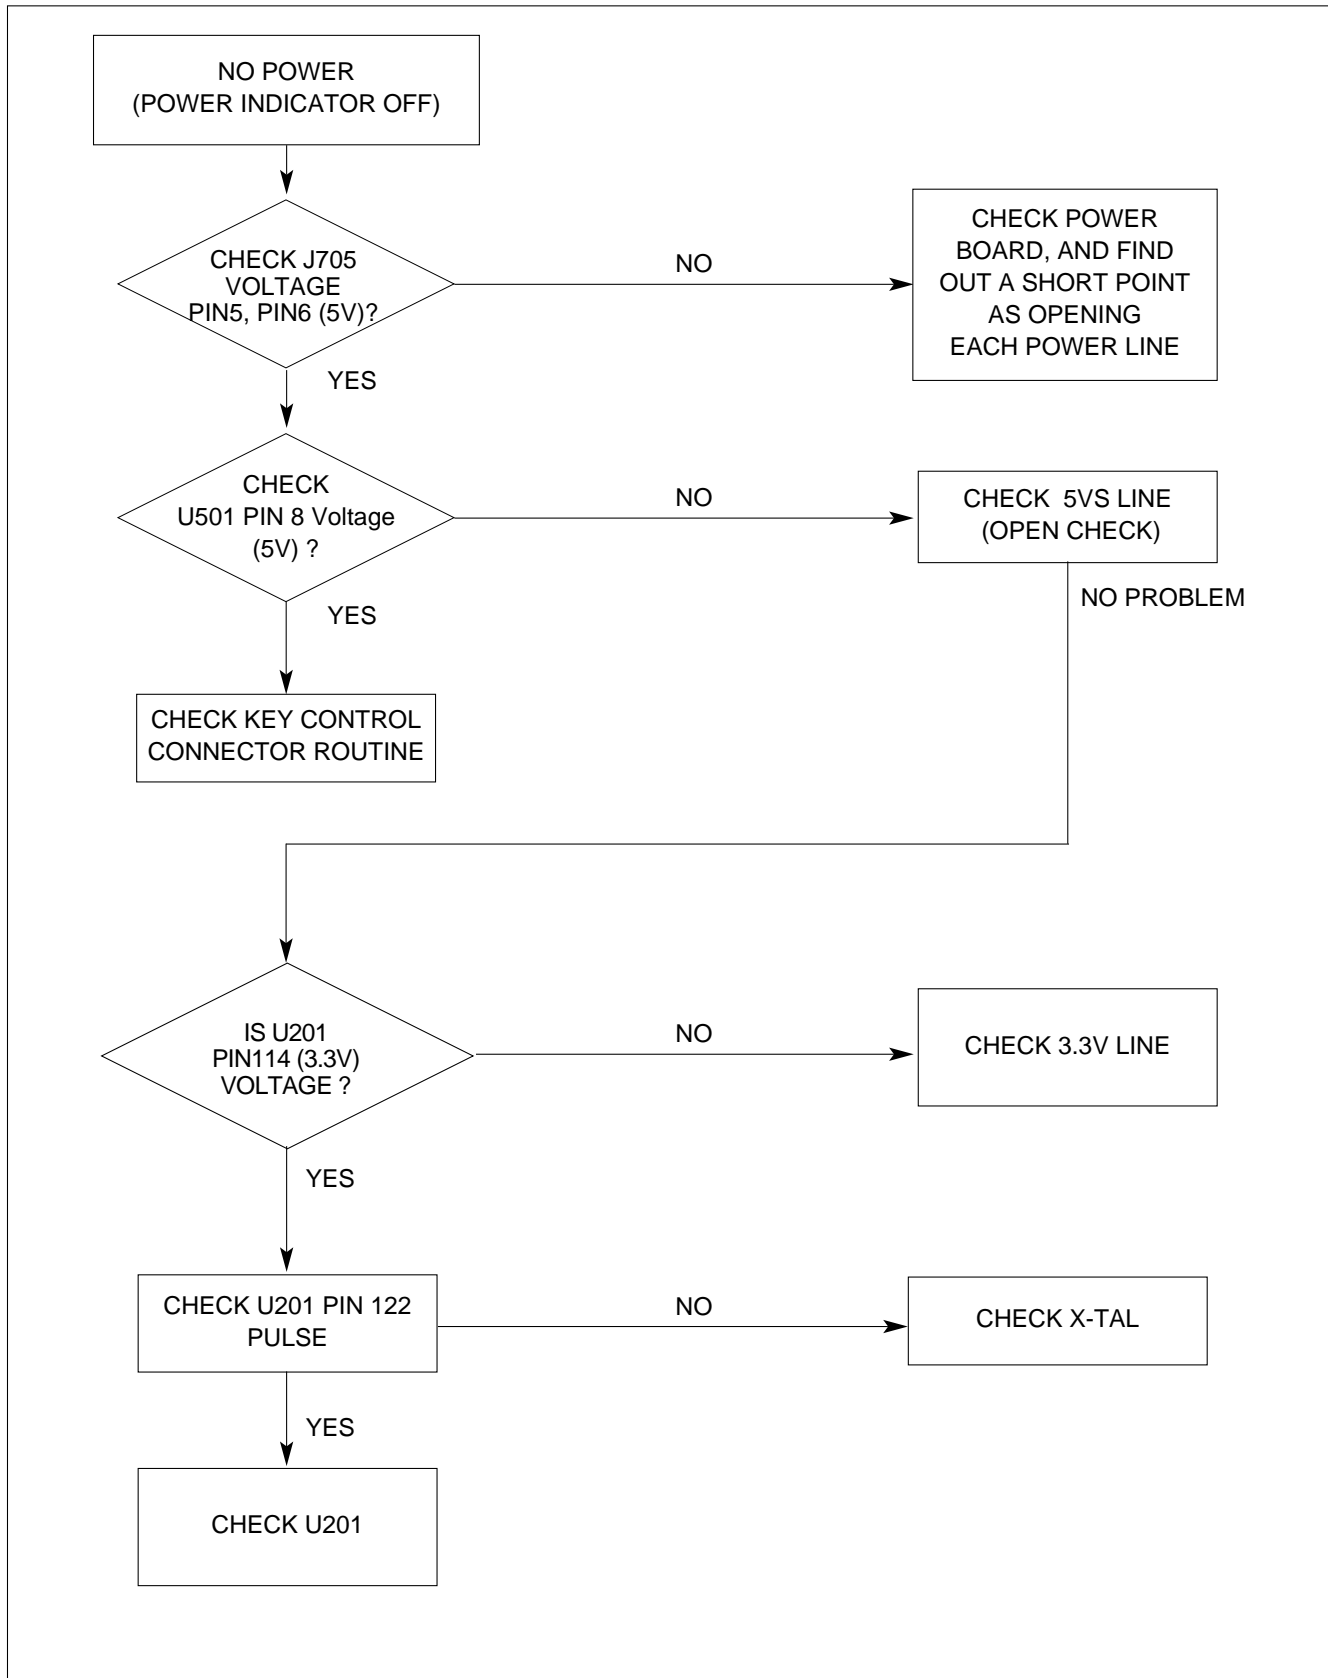 NO POWER
(POWER INDICATOR OFF)
CHECK J705
VOLTAGE
PIN5, PIN6 (5V)?
NO
CHECK POWER
BOARD, AND FIND
OUT A SHORT POINT
AS OPENING
EACH POWER LINE
YES
CHECK
U501 PIN 8 Voltage
(5V) ?
NO
CHECK 5VS LINE
(OPEN CHECK)
YES
NO PROBLEM
CHECK KEY CONTROL
CONNECTOR ROUTINE
IS U201
PIN114 (3.3V)
VOLTAGE ?
NO
CHECK 3.3V LINE
YES
CHECK U201 PIN 122
PULSE
NO
CHECK X-TAL
YES
CHECK U201